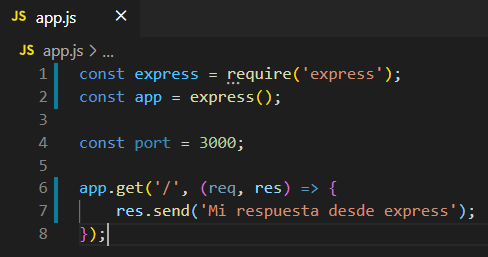 JS app.js ×
JS app.js > ...
1 const express = require('express');
2 const app = express();
3
4 const port = 3000;
5
6 app.get('/', (req, res) => {
7 res.send('Mi respuesta desde express');
8 });